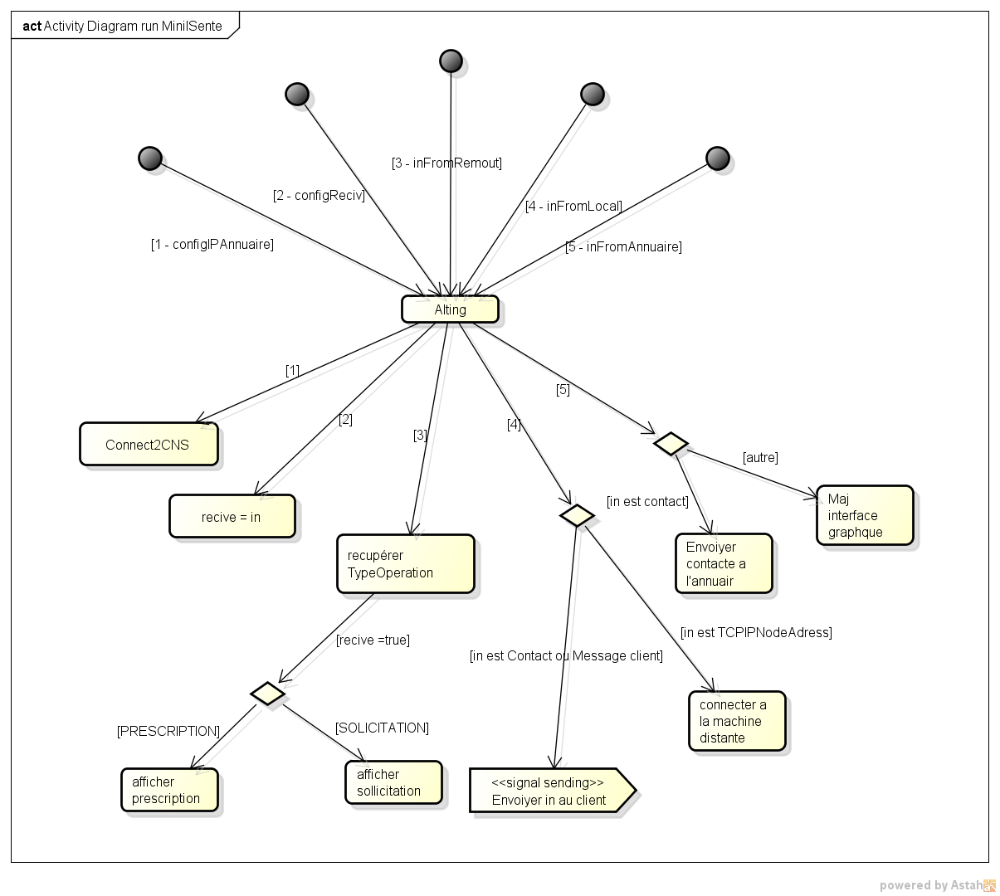 act Activity Diagram run MinilSente
[3 - inFromRemout]
[2 - configReciv]
[4 - inFromLocal]
[1 - configIPAnnuaire]
[5 - inFromAnnuaire]
Alting
[1]
[5]
[2]
[4]
[3]
Connect2CNS
[autre]
[in est contact]
Maj
interface
graphque
recive = in
Envoiyer
contacte a
l'annuair
recupérer
TypeOperation
[recive =true]
[in est TCPIPNodeAdress]
[in est Contact ou Message client]
[PRESCRIPTION]
[SOLICITATION]
connecter a
la machine
distante
afficher
prescription
afficher
sollicitation
<<signal sending>>
Envoiyer in au client
powered by Astah